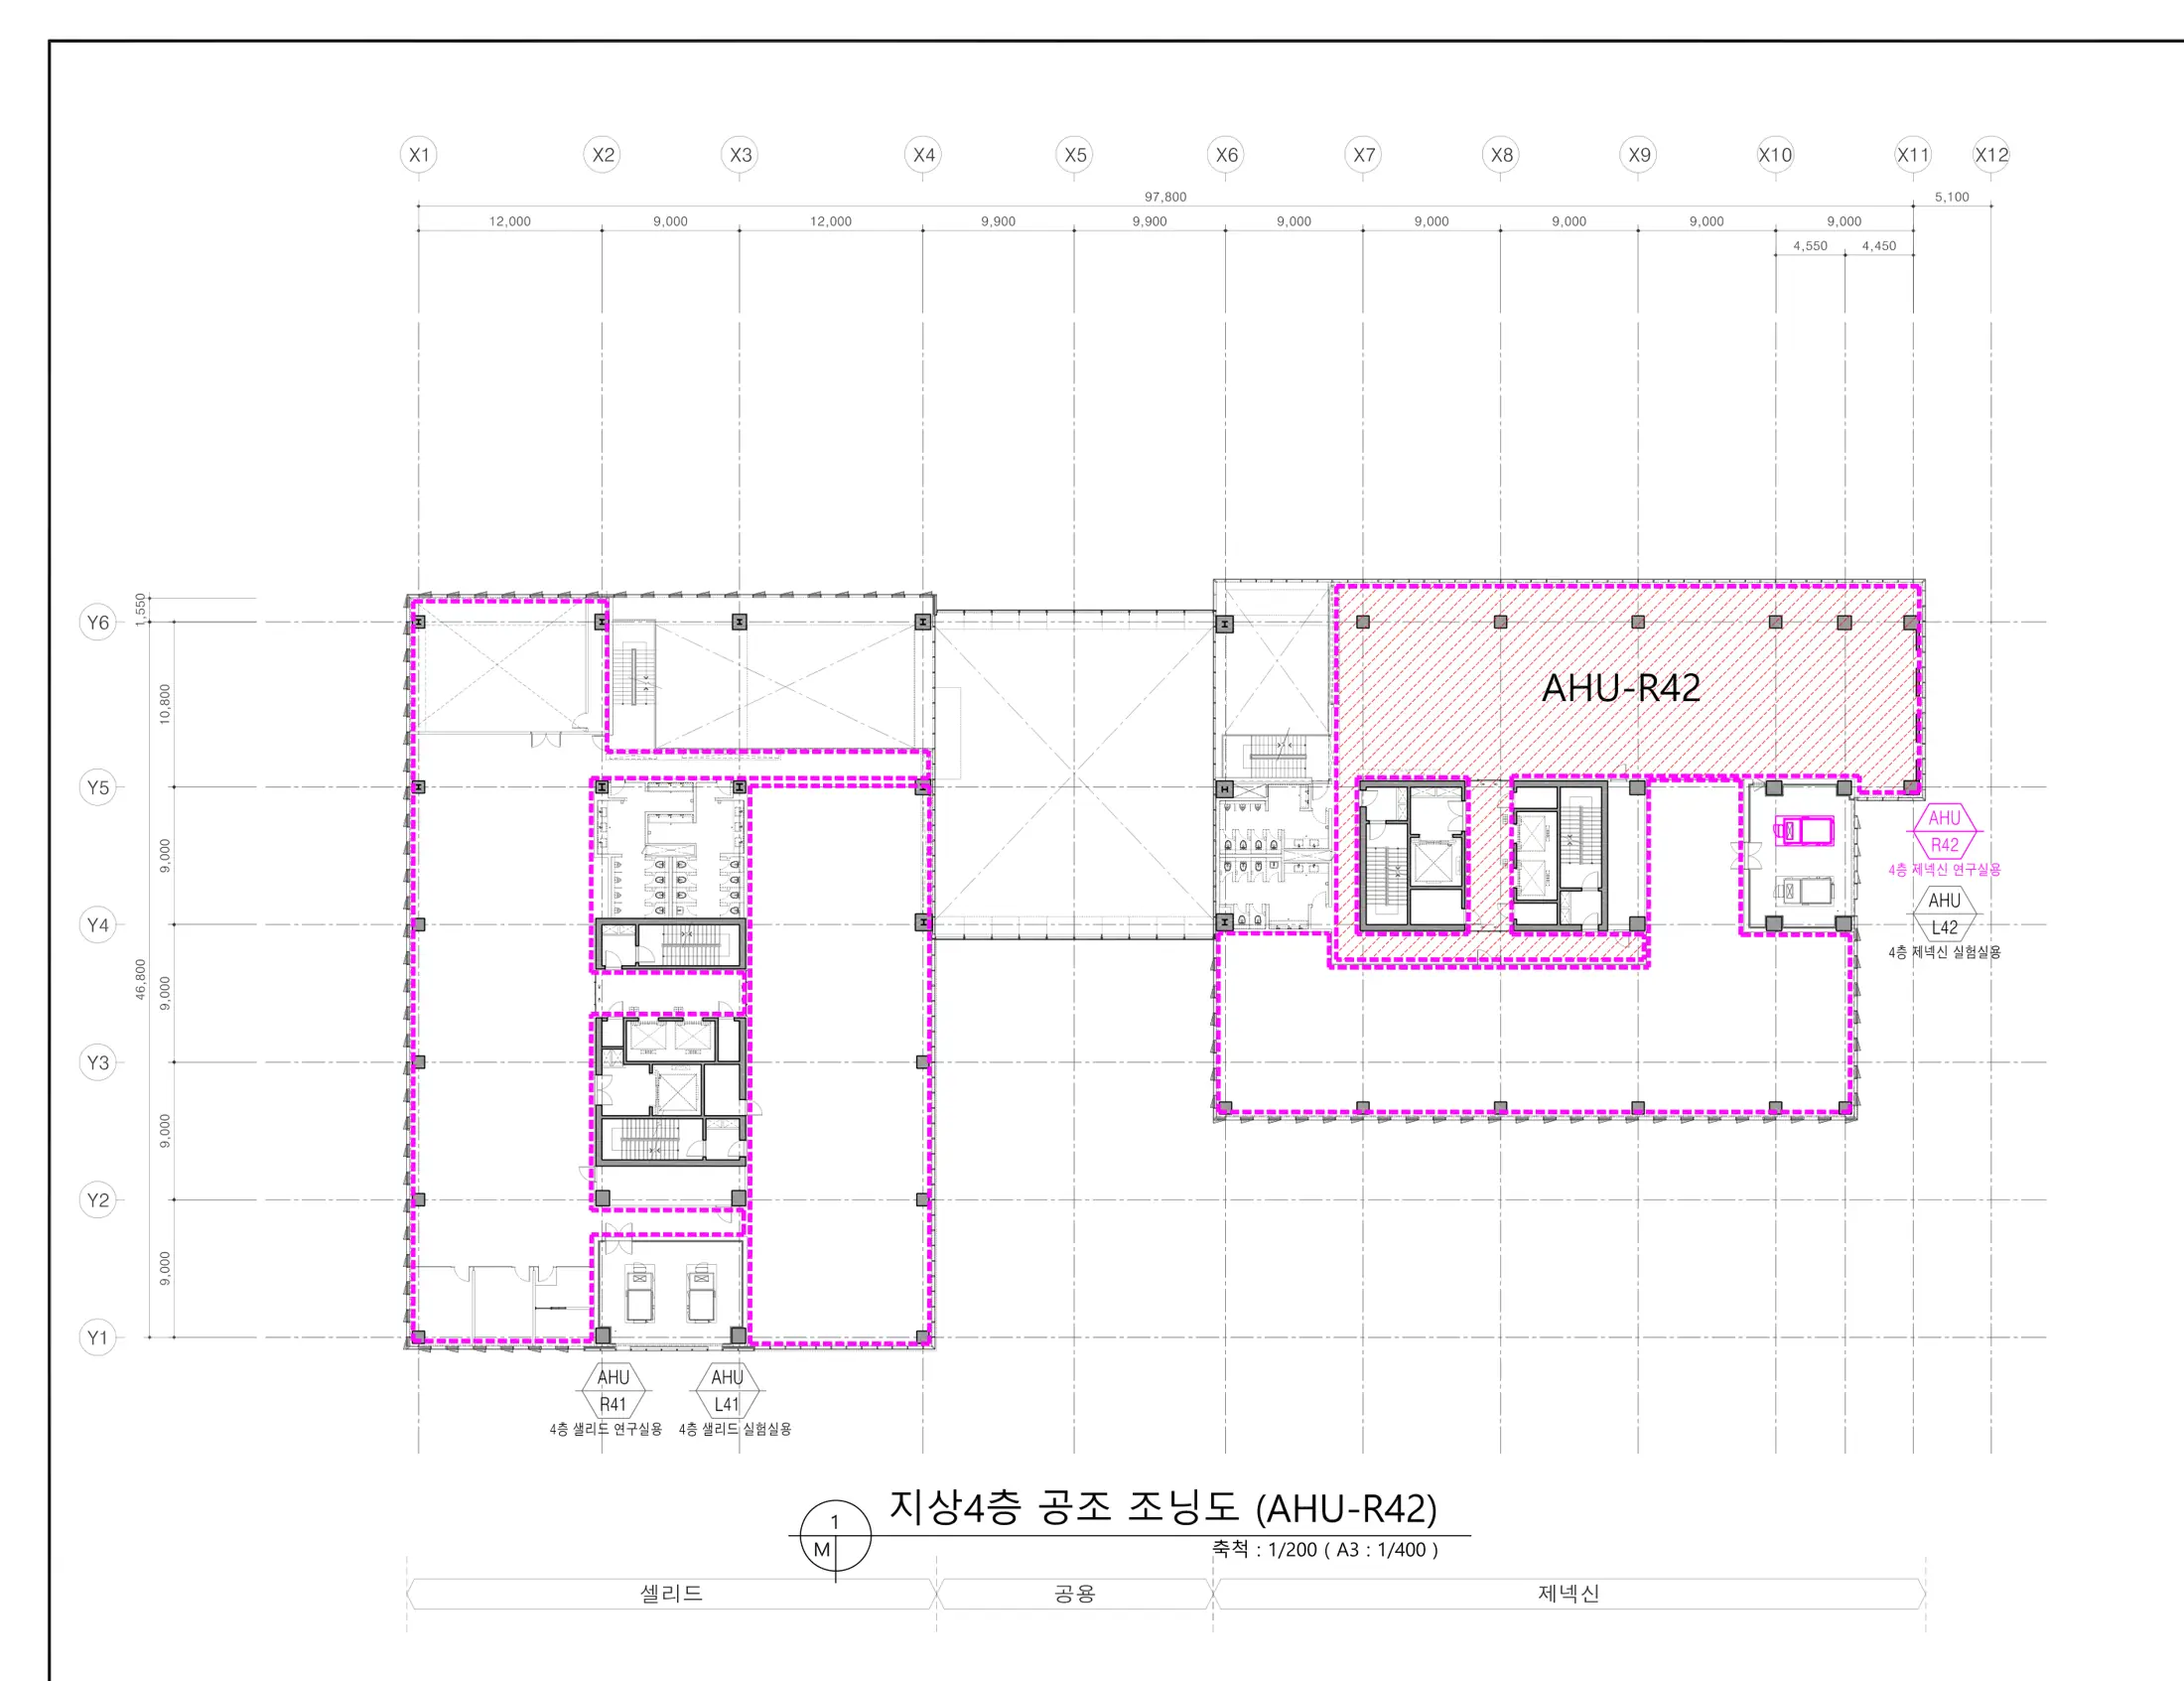 X1 X2 X3 X4 X5 X6 X7 X8 X9 X10 X11 X12
97,800 5,100
12,000 9,000 12,000 9,900 9,900 9,000 9,000 9,000 9,000 9,000
4,550 4,450
Y6
1,550
10,800
AHU-R42
Y5
9,000
AHU
R42
4층 제넥신 연구실용
AHU
L42
4층 제넥신 실험실용
Y4
46,800
9,000
Y3
9,000
Y2
9,000
Y1
AHU
R41
4층 샐리드 연구실용
AHU
L41
4층 샐리드 실험실용
1
M
지상4층 공조 조닝도 (AHU-R42)
축척 : 1/200 ( A3 : 1/400 )
셀리드 공용 제넥신